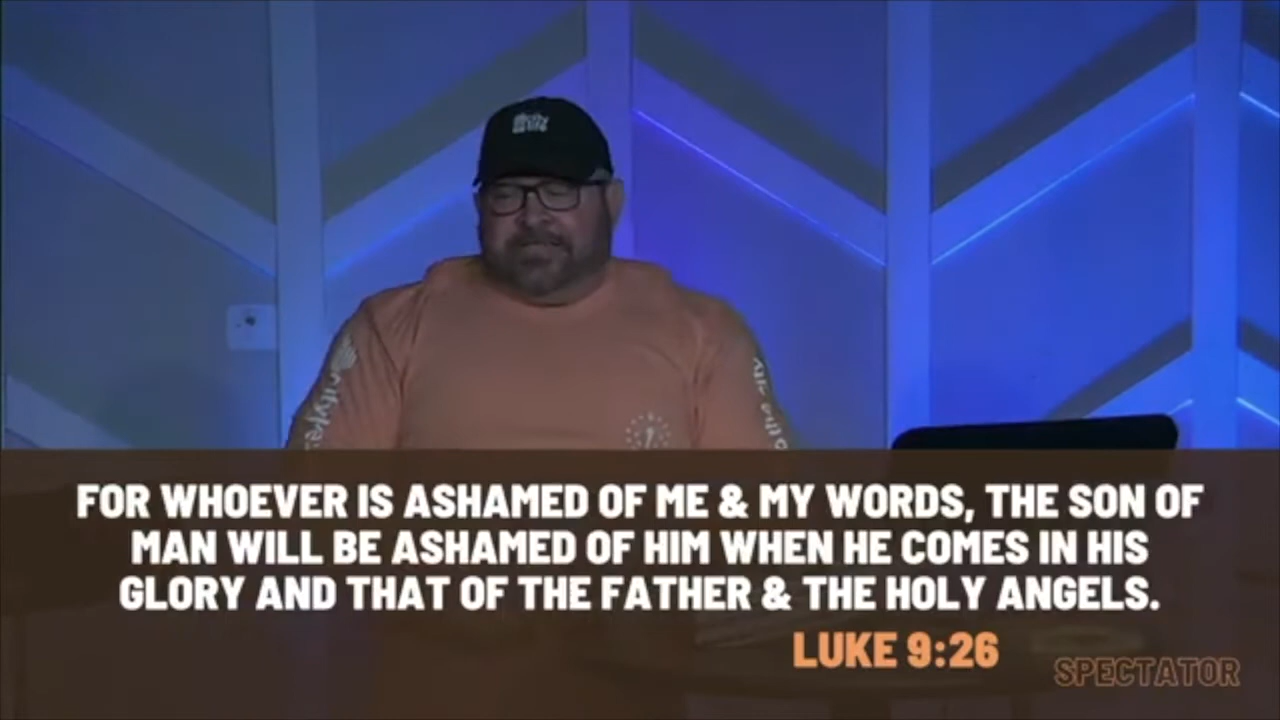 FOR WHOEVER IS ASHAMED OF ME & MY WORDS, THE SON OF
MAN WILL BE ASHAMED OF HIM WHEN HE COMES IN HIS
GLORY AND THAT OF THE FATHER & THE HOLY ANGELS.
LUKE 9:26
SPECTATOR